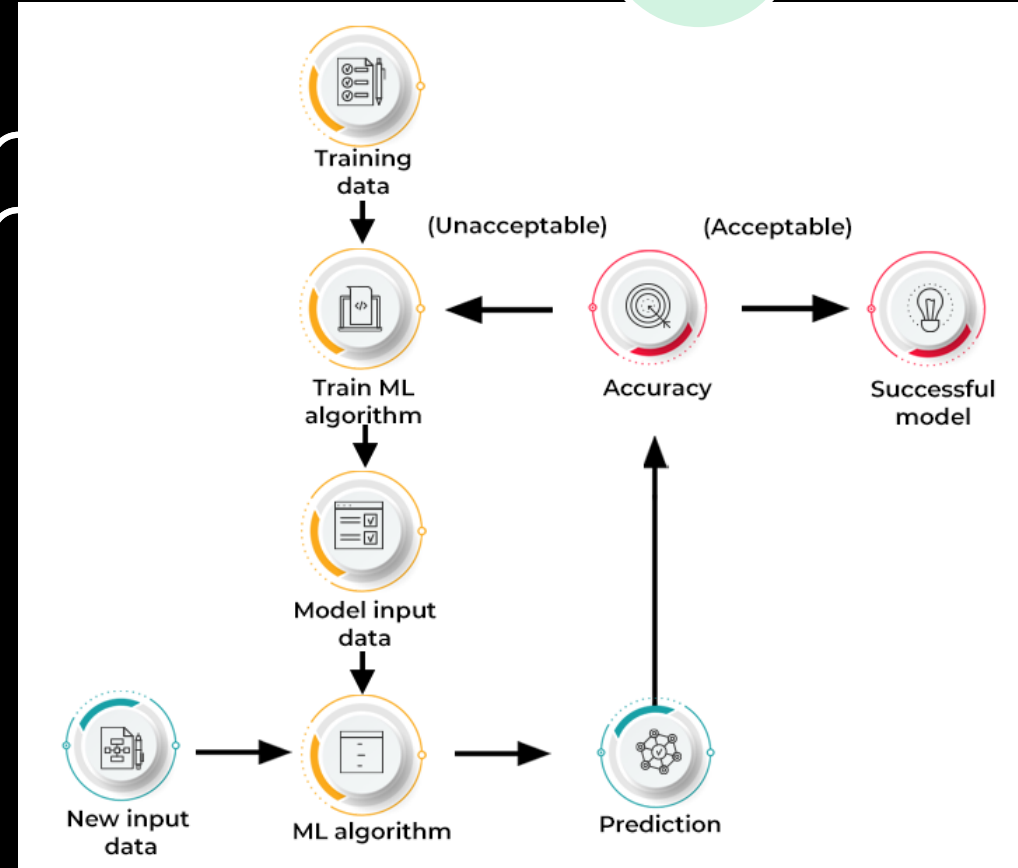 Training
data
(Unacceptable)
(Acceptable)
Train ML
algorithm
Accuracy
Successful
model
Model input
data
New input
data
ML algorithm
Prediction